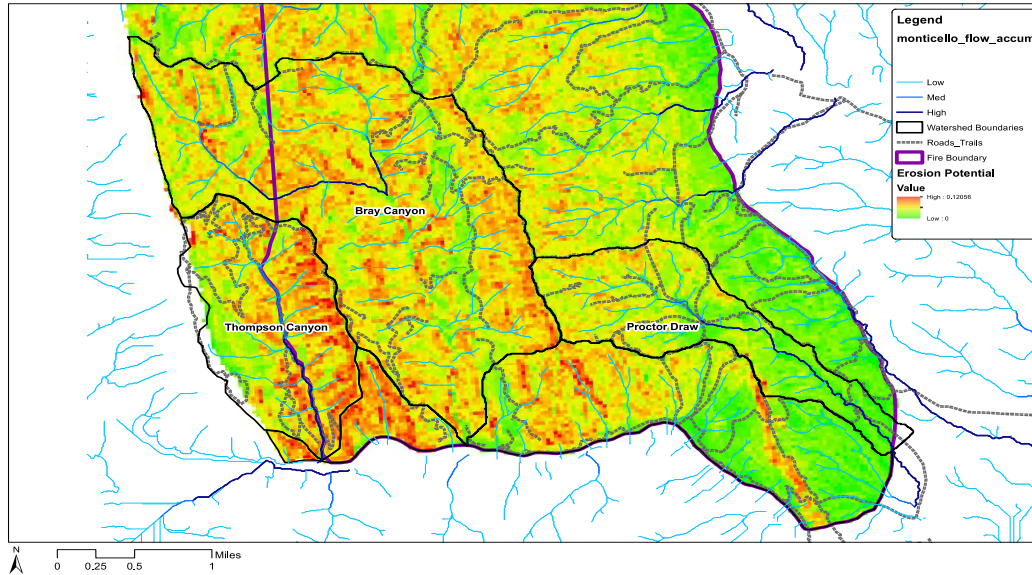 Legend
monticello_flow_accum
Low
Med
High
Watershed Boundaries
Roads_Trails
Fire Boundary
Erosion Potential
Value
High : 0.12056
Low : 0
Bray Canyon
Thompson Canyon
Proctor Draw
N
Miles
0 0.25 0.5 1